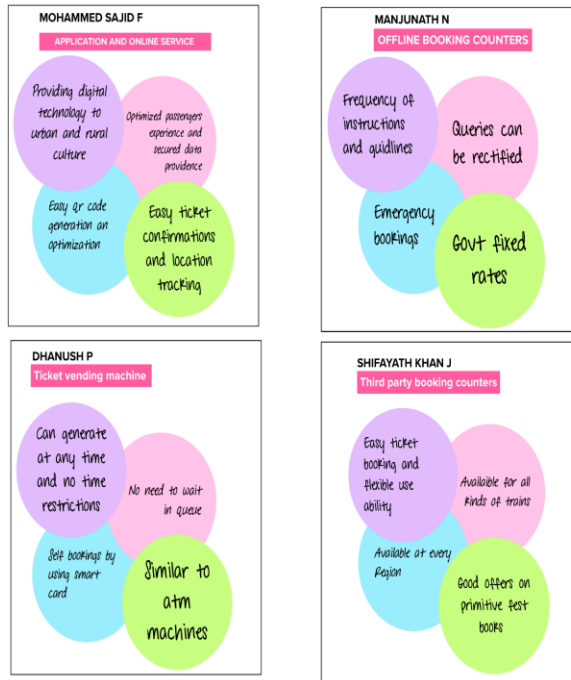 MOHAMMED SAJID F
APPLICATION AND ONLINE SERVICE
Providing digital
technology to
urban and rural
culture
Optimized passengers
experience and
secured data
providence
Easy qr code
generation an
optimization
Easy ticket
confirmations
and location
tracking
MANJUNATH N
OFFLINE BOOKING COUNTERS
Frequency of
instructions
and guidlines
Queries can
be rectified
Emergency
bookings
Govt fixed
rates
DHANUSH P
Ticket vending machine
Can generate
at any time
and no time
restrictions
No need to wait
in queue
Self bookings by
using smart
card
Similar to
atm
machines
SHIFAYATH KHAN J
Third party booking counters
Easy ticket
booking and
flexible use
ability
Available for all
kinds of trains
Available at every
Region
Good offers on
primitive fest
books